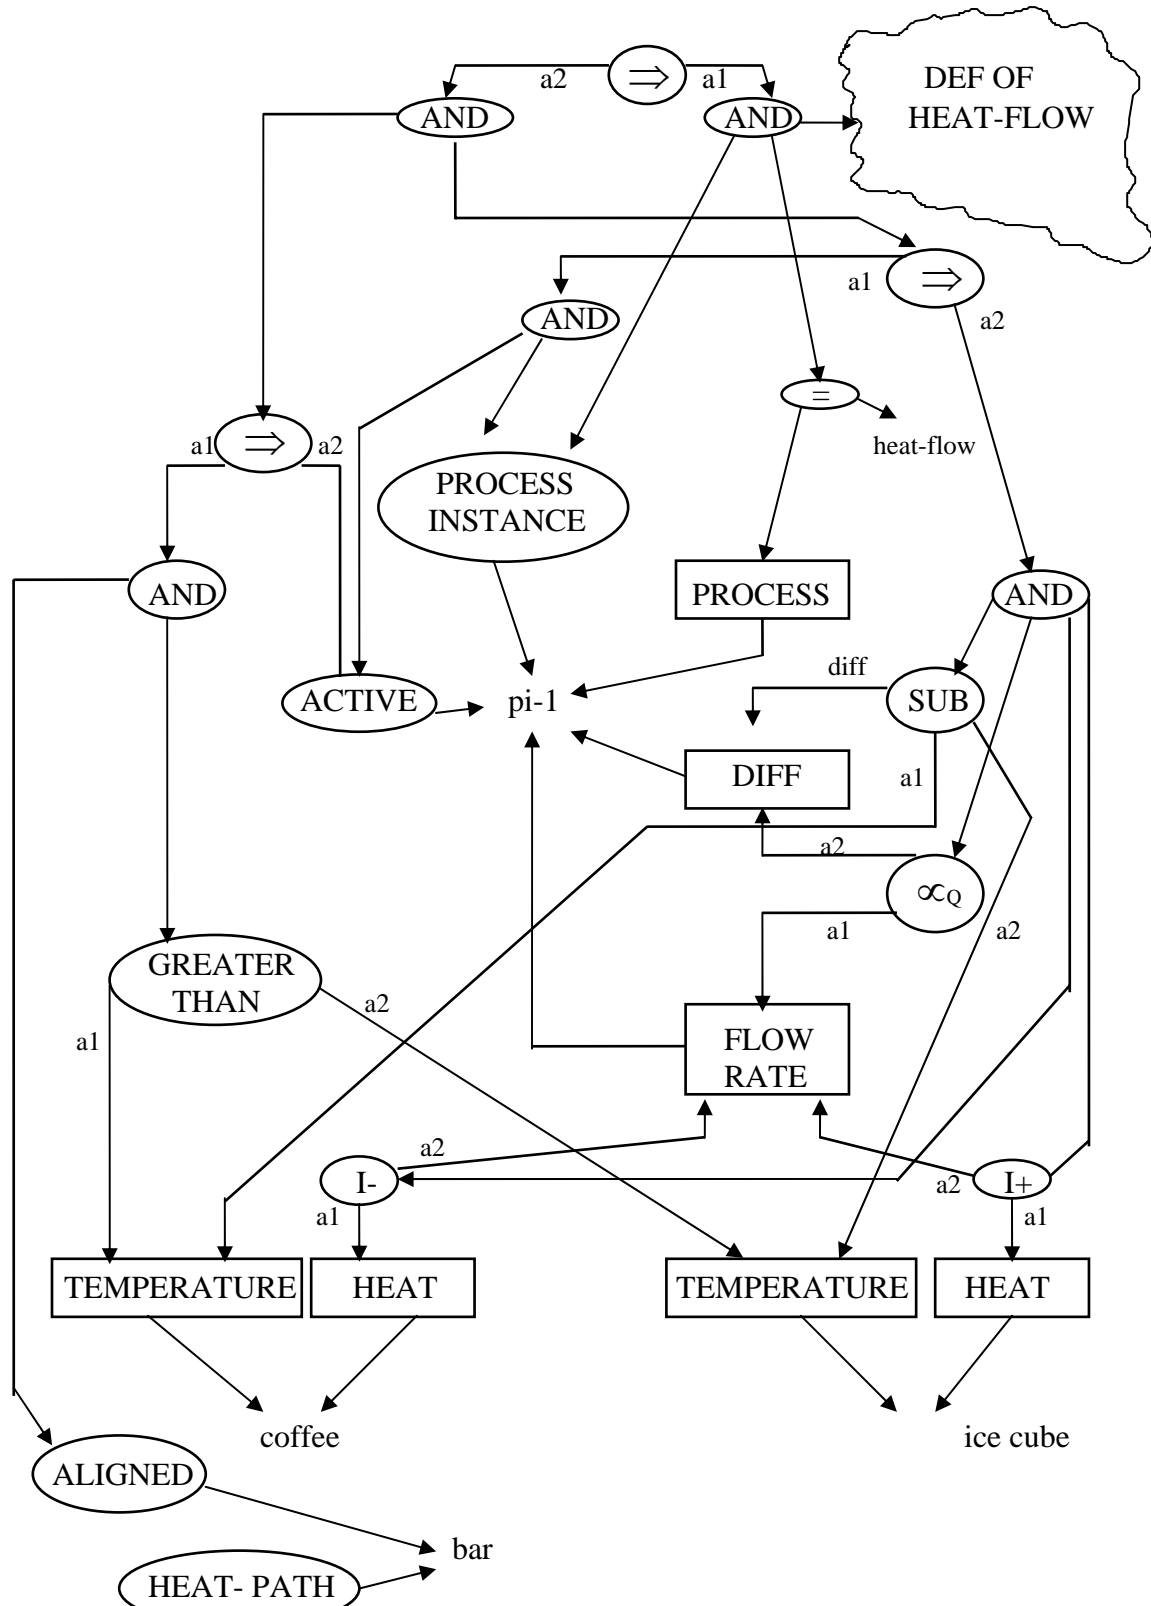 DEF OF
HEAT-FLOW
a2
⇒
a1
AND
AND
a1
⇒
AND
a2
=
heat-flow
a1
⇒
a2
PROCESS
INSTANCE
AND
PROCESS
AND
diff
ACTIVE
pi-1
SUB
DIFF
a1
a2
∝Q
a1
a2
GREATER
THAN
a2
a1
FLOW
RATE
a2
I-
a2
I+
a1
a1
TEMPERATURE
HEAT
TEMPERATURE
HEAT
coffee
ice cube
ALIGNED
bar
HEAT- PATH